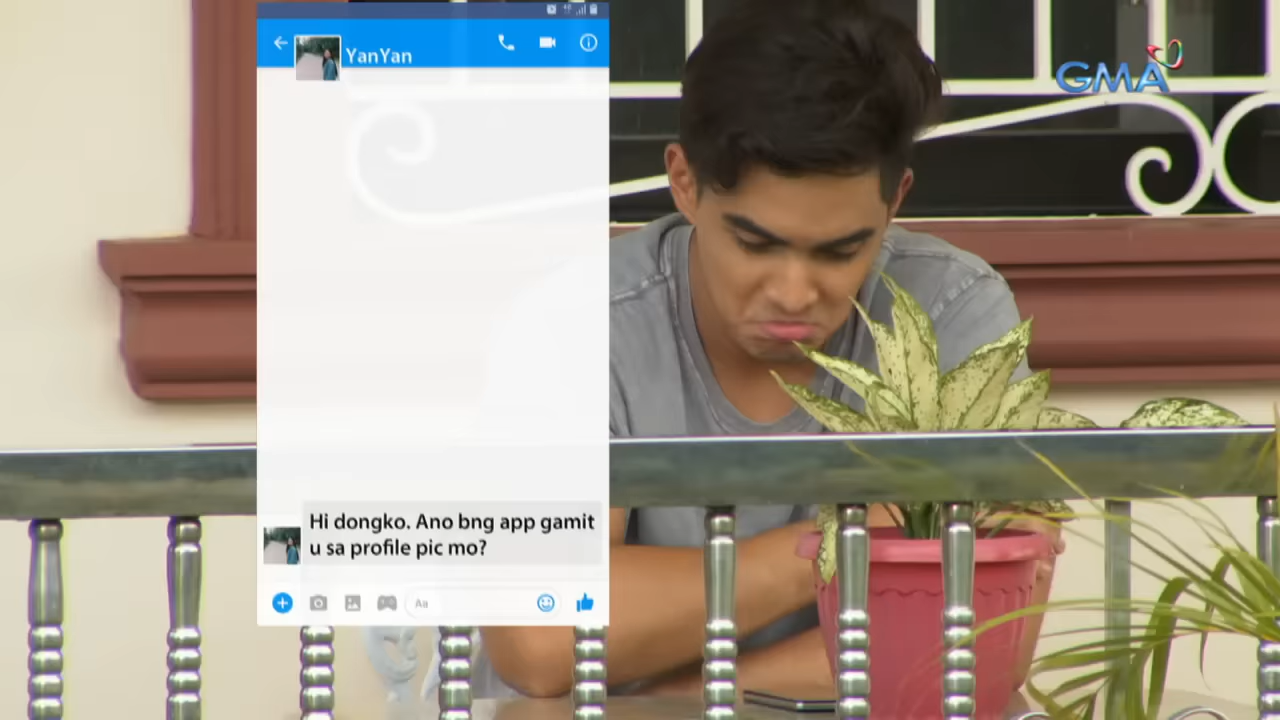 YanYan
GMA
Hi dongko. Ano bng app gamit
u sa profile pic mo?
Aa